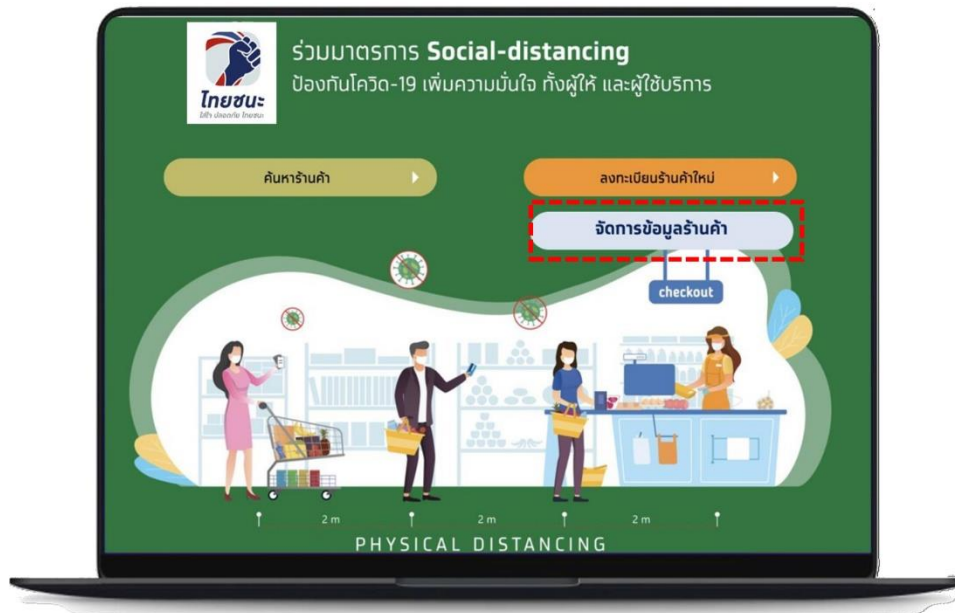 ร่วมมาตรการ Social-distancing
ป้องกันโควิด-19 เพิ่มความมั่นใจ ทั้งผู้ให้ และผู้ใช้บริการ
ไทยชนะ
ค้นหาร้านค้า
ลงทะเบียนร้านค้าใหม่
จัดการข้อมูลร้านค้า
checkout
2 m
2 m
2 m
PHYSICAL DISTANCING